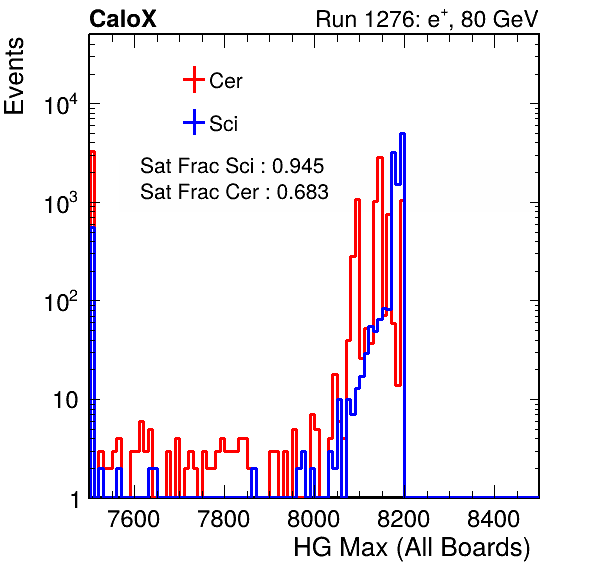 CaloX
Run 1276: e⁺, 80 GeV
Events
Cer
Sci
Sat Frac Sci : 0.945
Sat Frac Cer : 0.683
10⁴
10³
10²
10
1
7600 7800 8000 8200 8400
HG Max (All Boards)